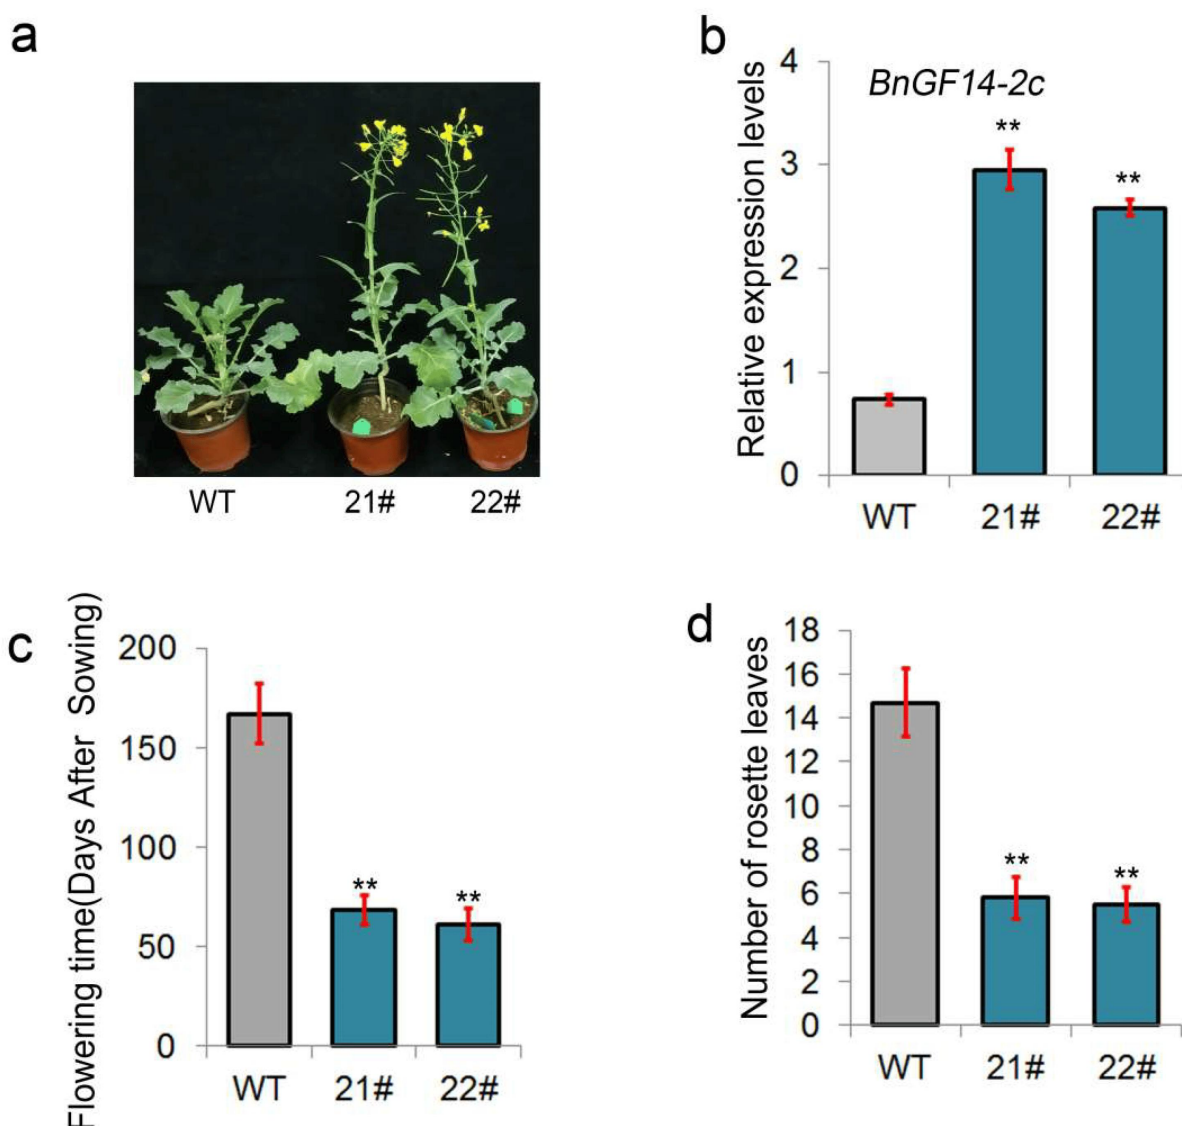 a
WT
21#
22#
b
BnGF14-2c
Relative expression levels
4
3
2
1
0
**
**
WT
21#
22#
c
Flowering time(Days After Sowing)
200
150
100
50
0
**
**
WT
21#
22#
d
Number of rosette leaves
18
16
14
12
10
8
6
4
2
0
**
**
WT
21#
22#